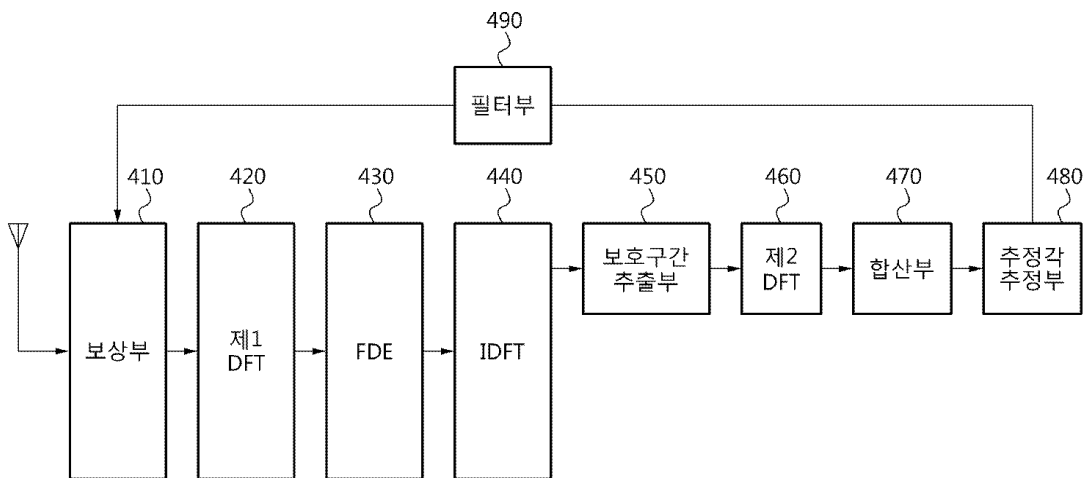 490
필터부
410
420
430
440
450
460
470
480
보상부
제1
DFT
FDE
IDFT
보호구간
추출부
제2
DFT
합산부
추정각
추정부